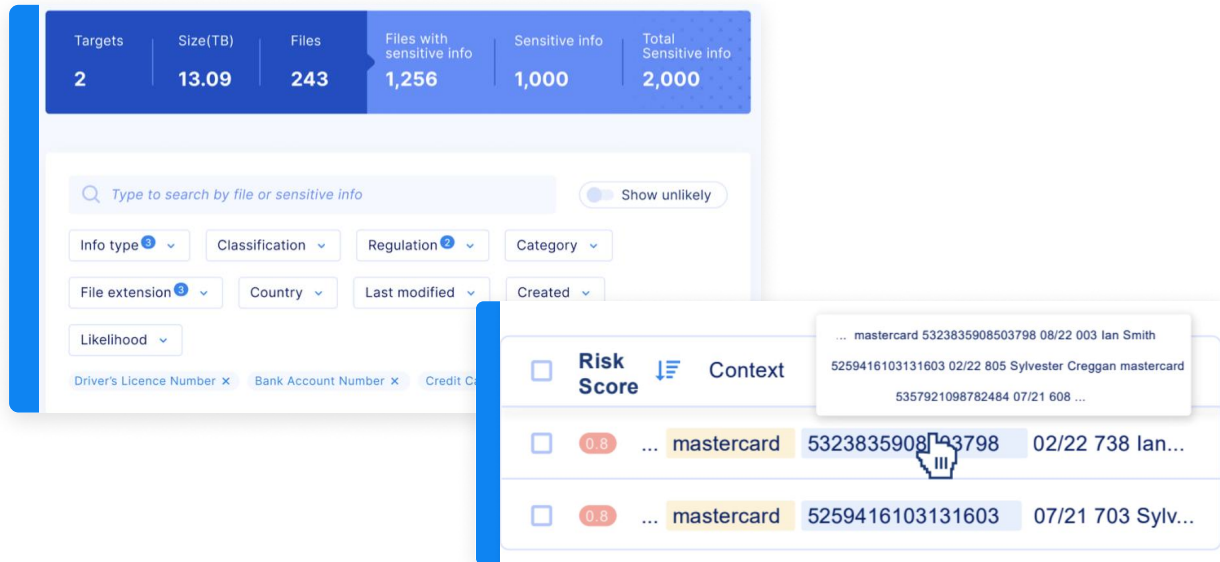 Targets Size(TB) Files Files with sensitive info Sensitive info Total Sensitive info
2 13.09 243 1,256 1,000 2,000
Type to search by file or sensitive info Show unlikely
Info type 3 Classification Regulation 2 Category
File extension 3 Country Last modified Created
Likelihood
Driver's Licence Number × Bank Account Number × Credit
... mastercard 5323835908503798 08/22 003 Ian Smith
5259416103131603 02/22 805 Sylvester Creggan mastercard
5357921098782484 07/21 608 ...
Risk Score Context
0.8 ... mastercard 5323835908 3798 02/22 738 Ian...
0.8 ... mastercard 5259416103131603 07/21 703 Sylv...